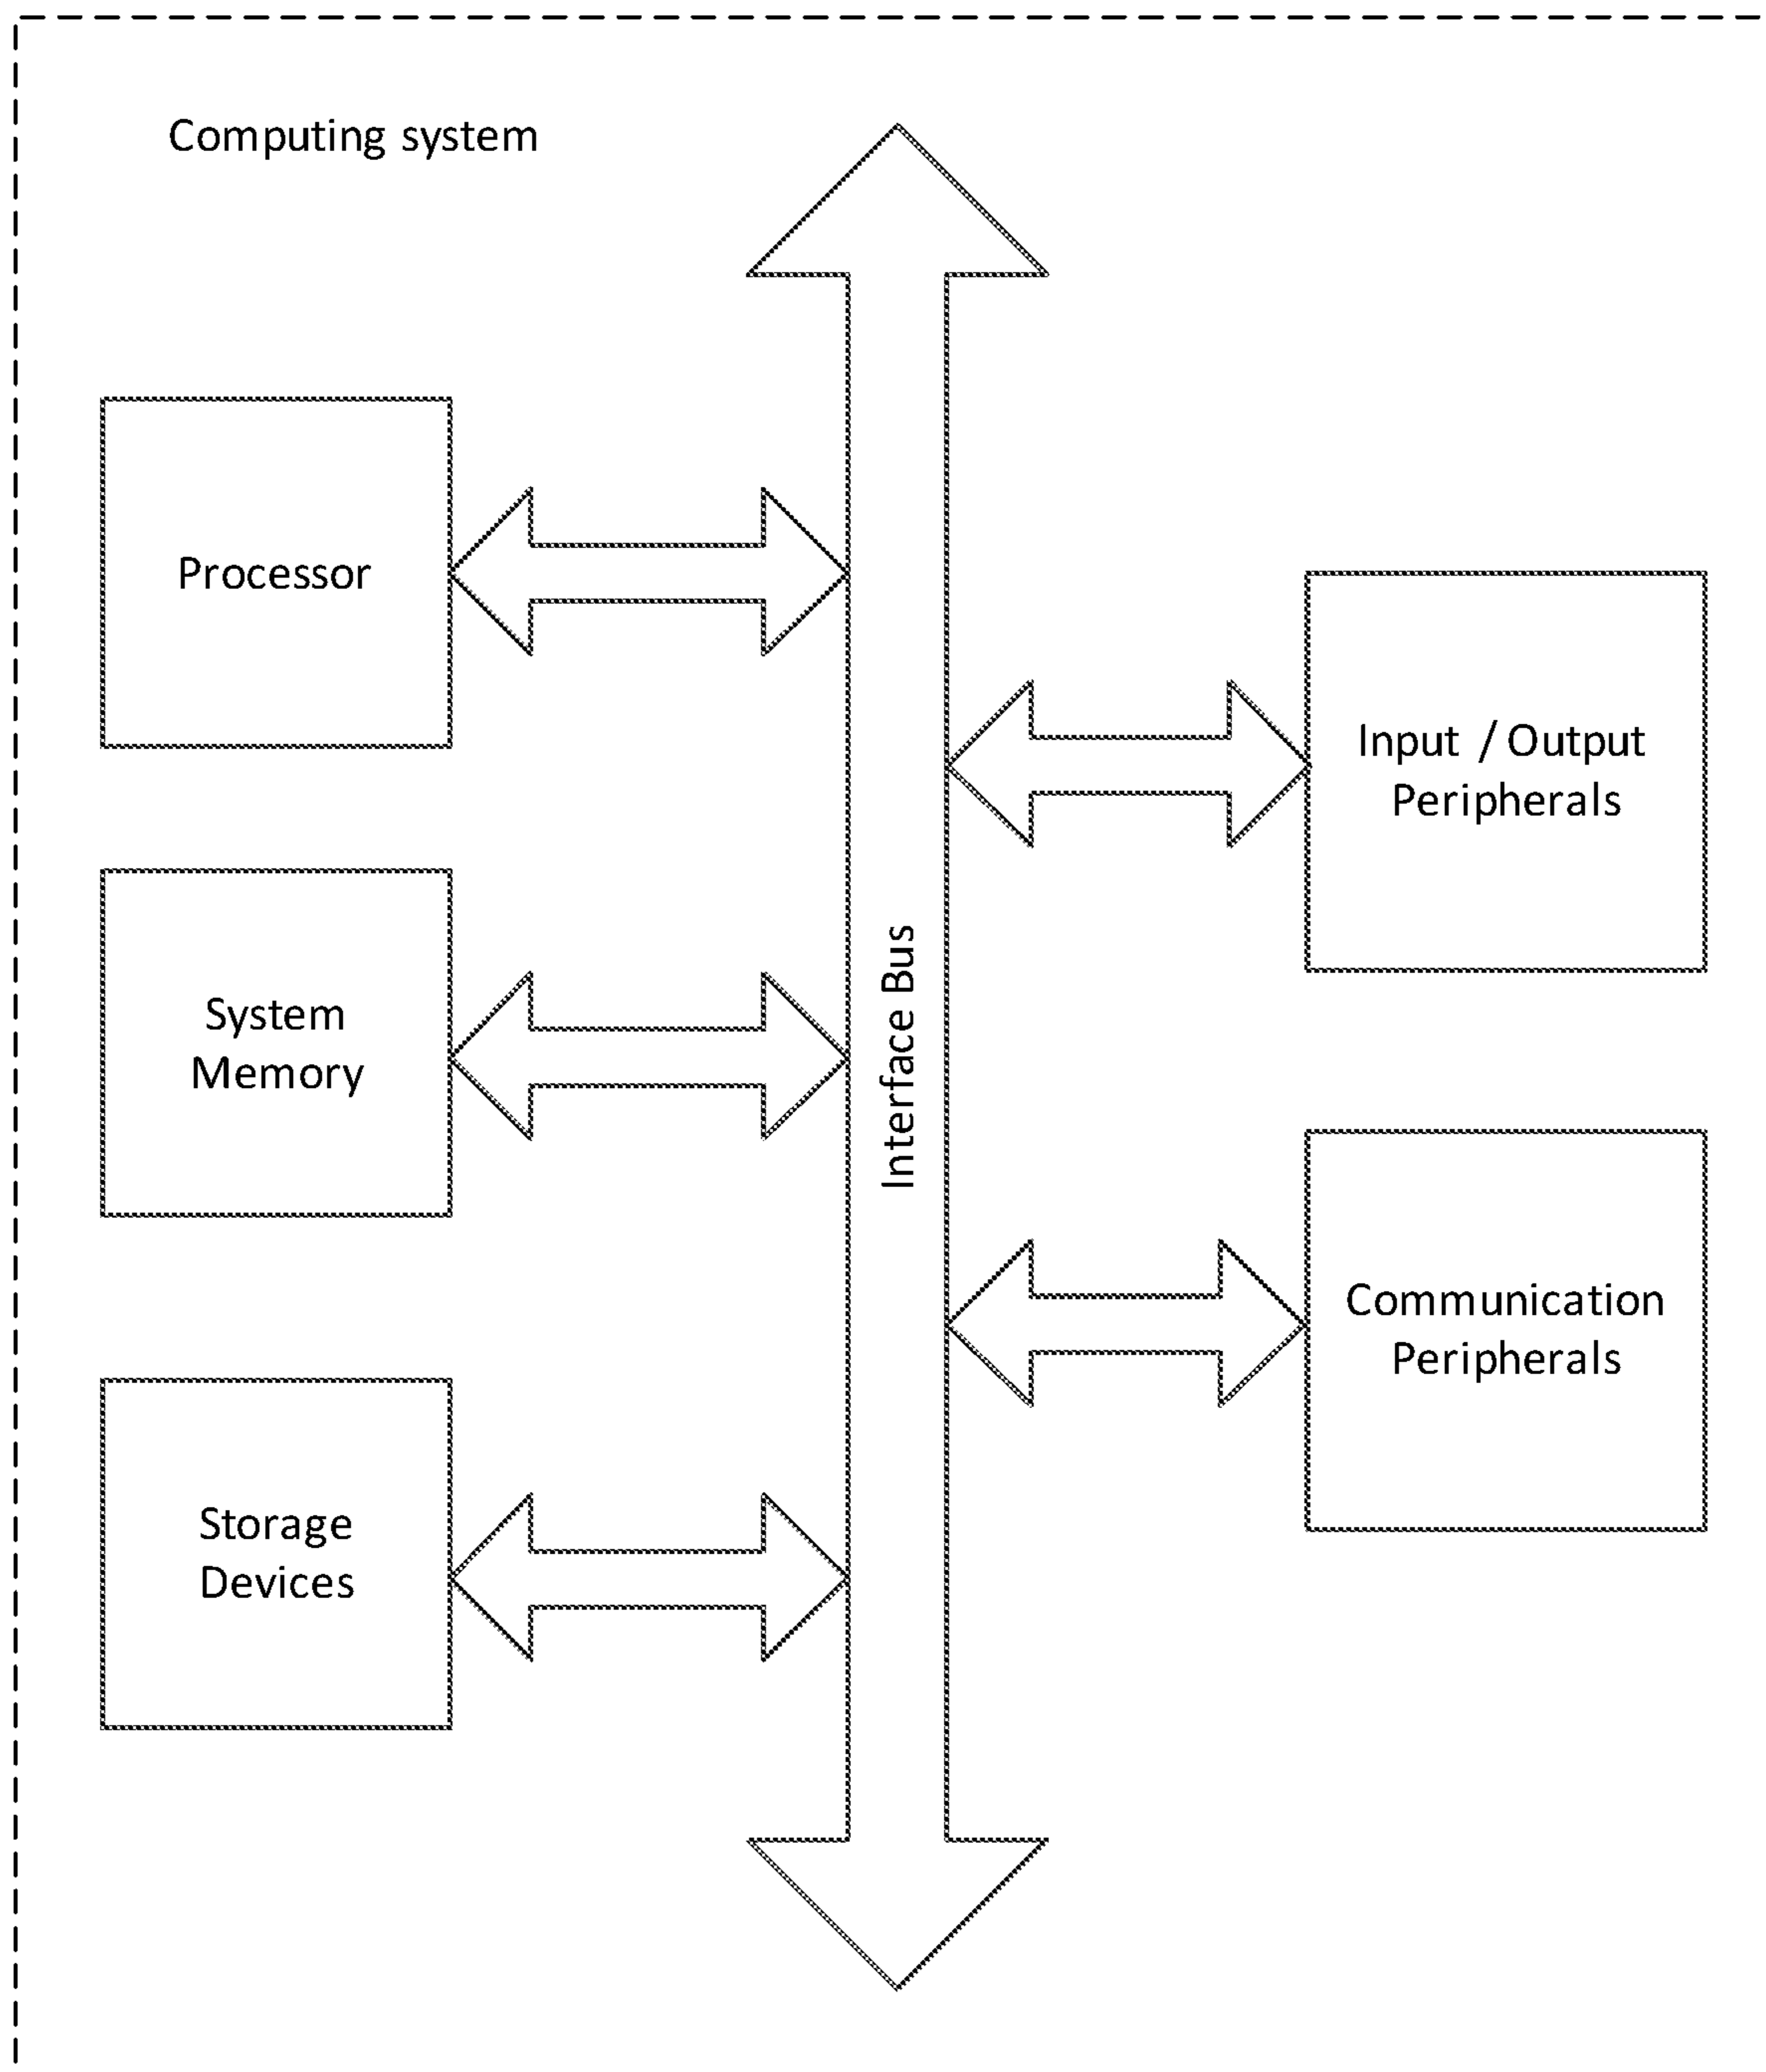 Computing system
Processor
Input / Output
Peripherals
System
Memory
Interface Bus
Communication
Peripherals
Storage
Devices